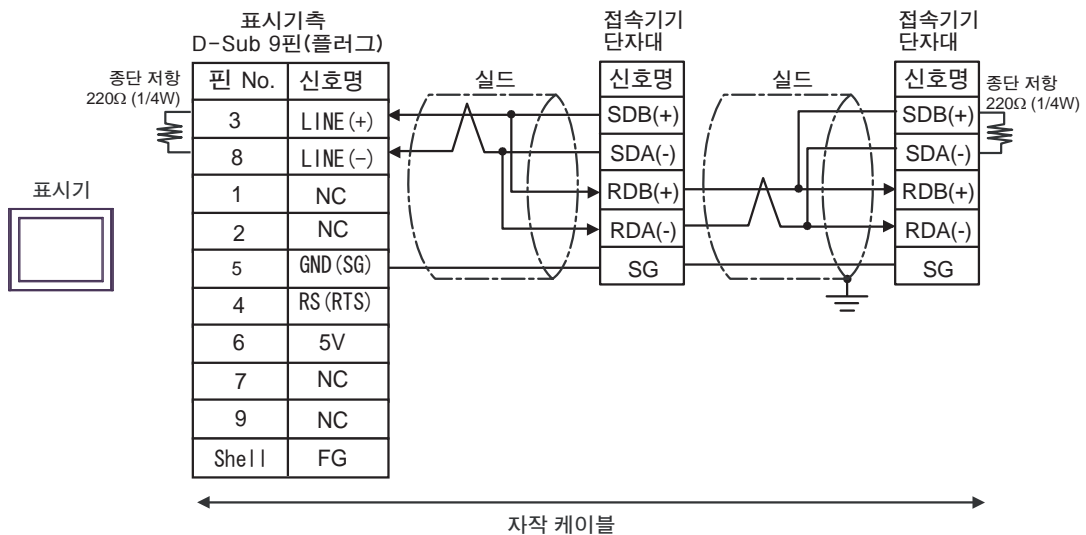 표시기측
D-Sub 9핀(플러그)
접속기기
단자대
접속기기
단자대
종단 저항
220Ω (1/4W)
핀 No. 신호명
실드
신호명
실드
신호명
종단 저항
220Ω (1/4W)
3 LINE(+)
SDB(+)
SDB(+)
8 LINE(-)
SDA(-)
SDA(-)
표시기
1 NC
RDB(+)
RDB(+)
2 NC
RDA(-)
RDA(-)
5 GND(SG)
SG
SG
4 RS(RTS)
6 5V
7 NC
9 NC
Shell FG
자작 케이블